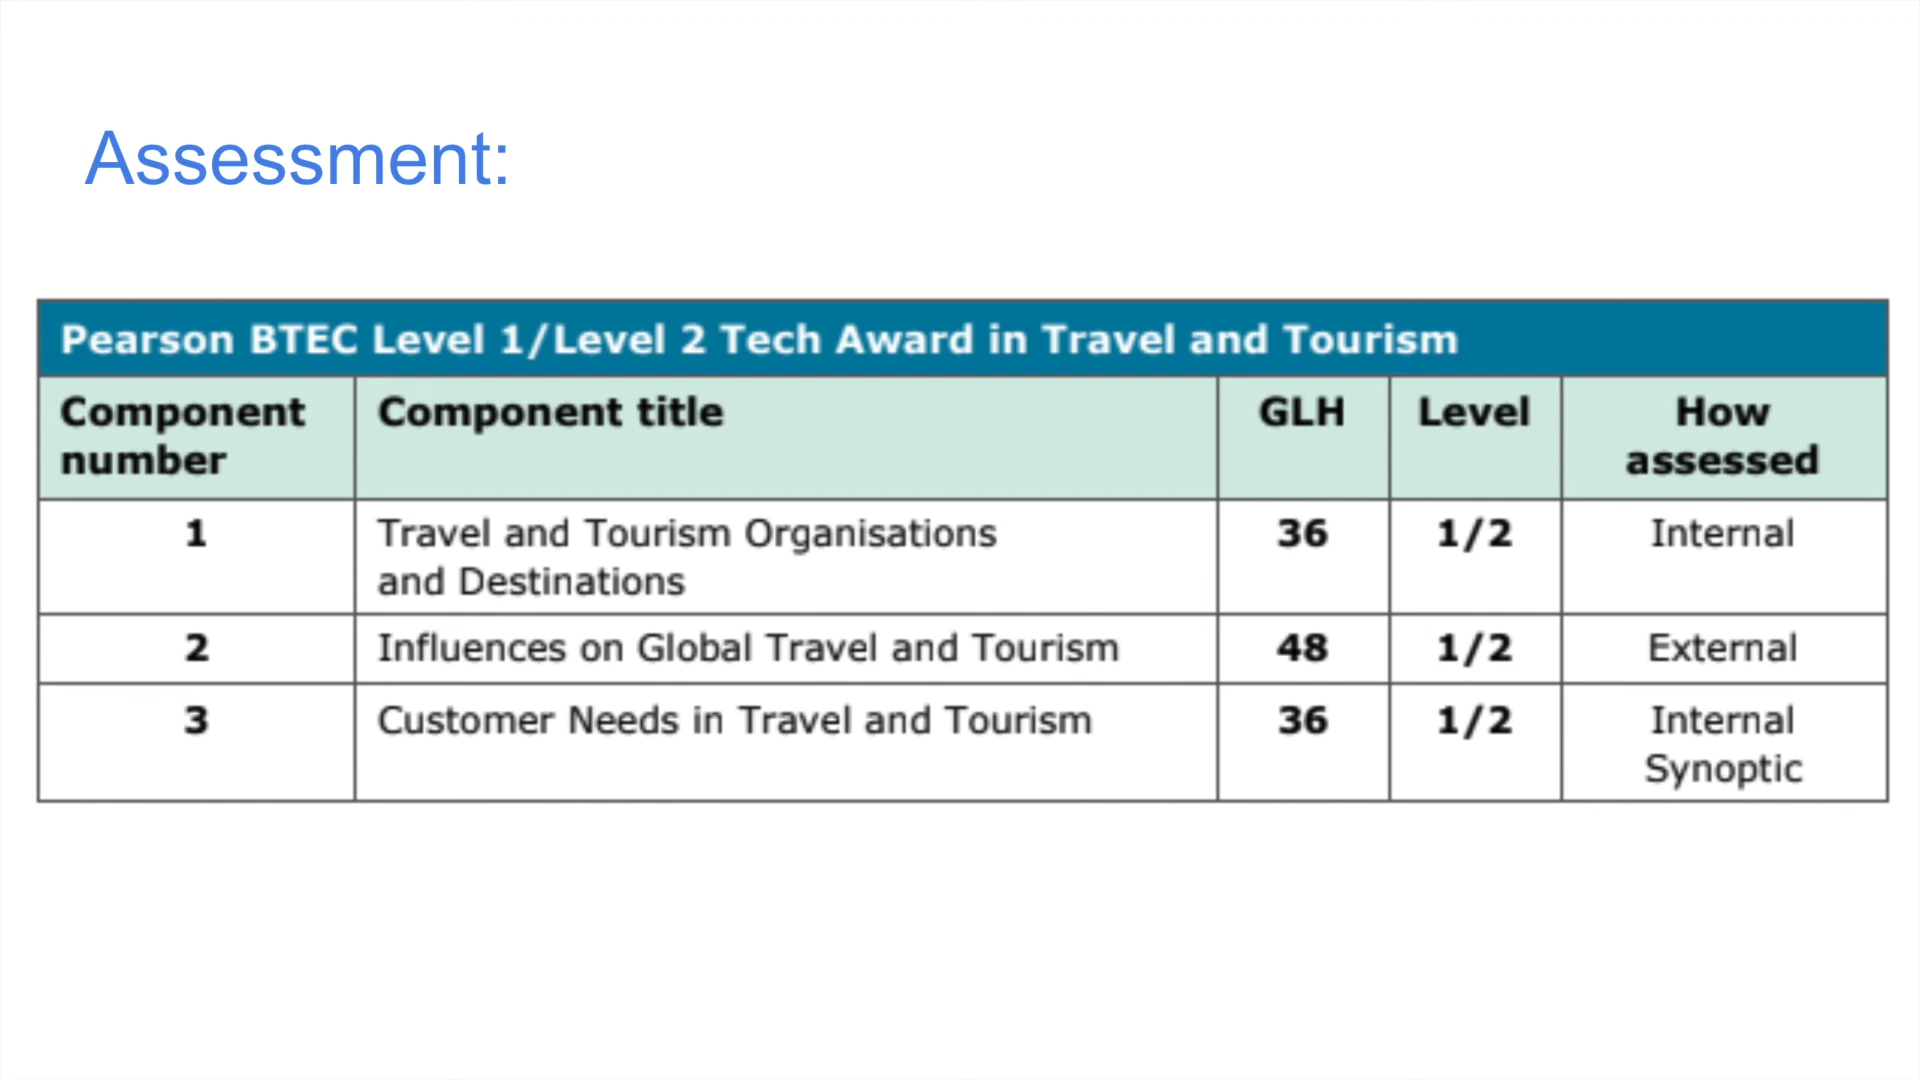 Assessment:
Pearson BTEC Level 1/Level 2 Tech Award in Travel and Tourism
Component number Component title GLH Level How assessed
1 Travel and Tourism Organisations and Destinations 36 1/2 Internal
2 Influences on Global Travel and Tourism 48 1/2 External
3 Customer Needs in Travel and Tourism 36 1/2 Internal Synoptic